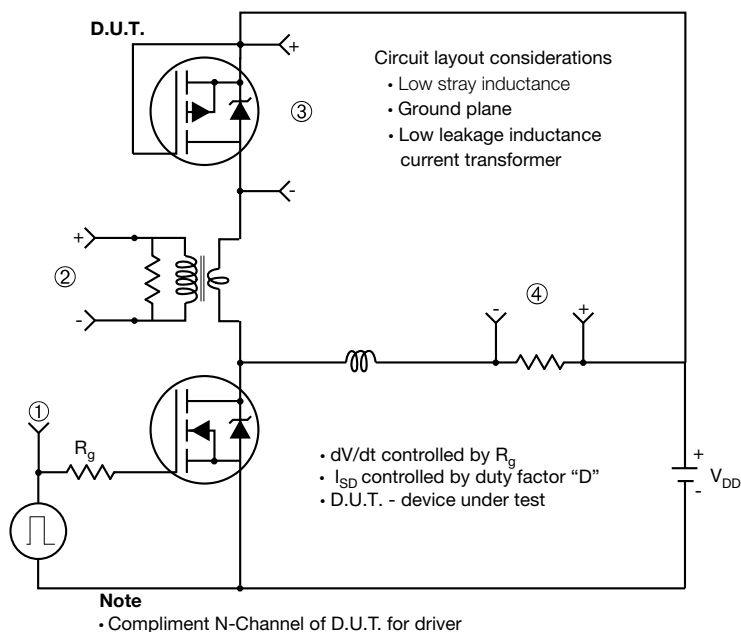 D.U.T.
+
Circuit layout considerations
• Low stray inductance
• Ground plane
• Low leakage inductance
current transformer
③
-
+
②
-
④
- +
①
Rg
• dV/dt controlled by Rg
• ISD controlled by duty factor “D”
• D.U.T. - device under test
+
VDD
-
Note
• Compliment N-Channel of D.U.T. for driver